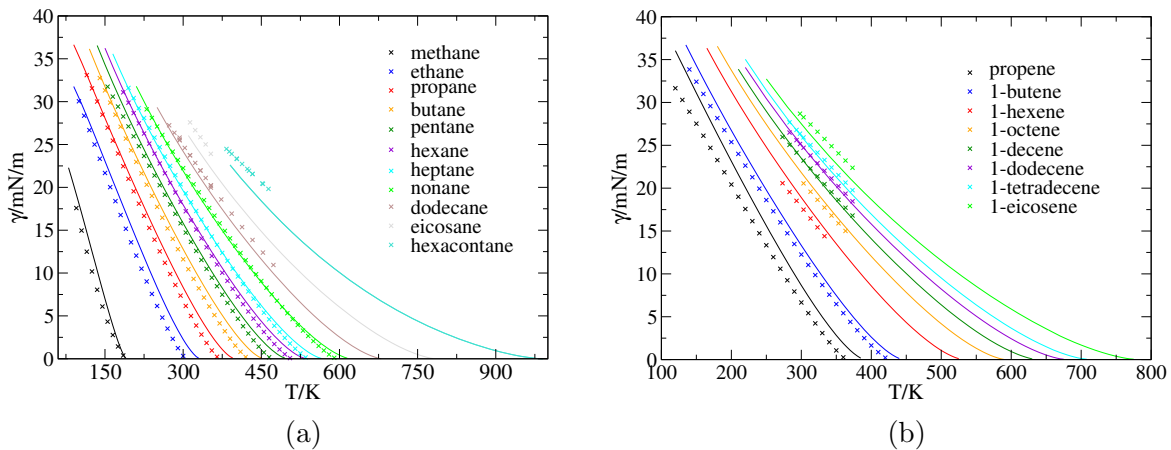 40
35
30
25
20
15
10
5
0
γ/mN/m
150
300
450
600
750
900
T/K
methane
ethane
propane
butane
pentane
hexane
heptane
nonane
dodecane
eicosane
hexacontane
(a)
40
35
30
25
20
15
10
5
0
γ/mN/m
100
200
300
400
500
600
700
800
T/K
propene
1-butene
1-hexene
1-octene
1-decene
1-dodecene
1-tetradecene
1-eicosene
(b)